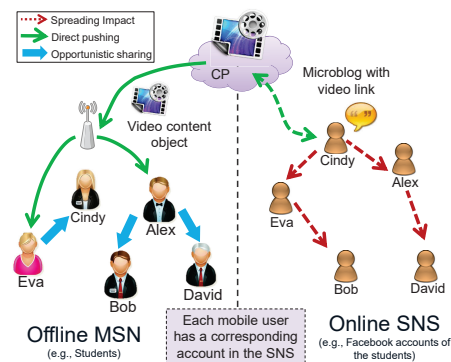 Spreading Impact
Direct pushing
Opportunistic sharing
CP
Microblog with
video link
“ ”
Video content
object
Cindy
Alex
Eva
Bob
David
Cindy
Alex
Eva
Bob
David
Offline MSN
(e.g., Students)
Each mobile user
has a corresponding
account in the SNS
Online SNS
(e.g., Facebook accounts of
the students)